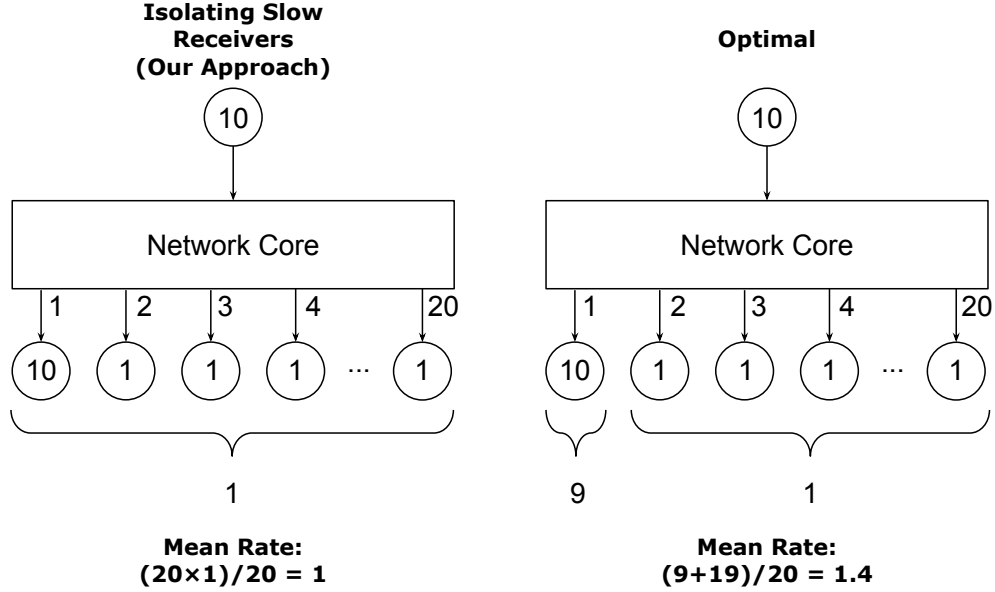 Isolating Slow
Receivers
(Our Approach)
10
Network Core
1 2 3 4 20
10 1 1 1 ... 1
1
Mean Rate:
(20×1)/20 = 1
Optimal
10
Network Core
1 2 3 4 20
10 1 1 1 ... 1
9 1
Mean Rate:
(9+19)/20 = 1.4